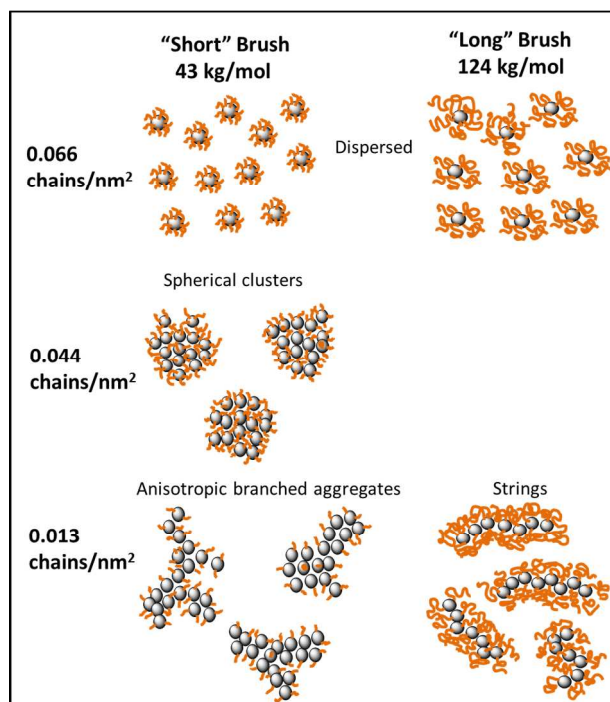 “Short” Brush
43 kg/mol
“Long” Brush
124 kg/mol
0.066
chains/nm²
Dispersed
Spherical clusters
0.044
chains/nm²
Anisotropic branched aggregates
Strings
0.013
chains/nm²